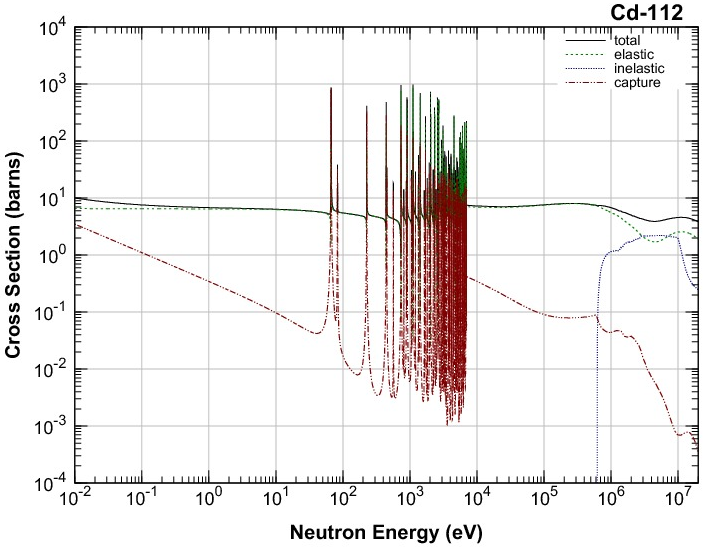 Cd-112
total
elastic
inelastic
capture
Cross Section (barns)
10^4
10^3
10^2
10^1
10^0
10^-1
10^-2
10^-3
10^-4
10^-2 10^-1 10^0 10^1 10^2 10^3 10^4 10^5 10^6 10^7
Neutron Energy (eV)